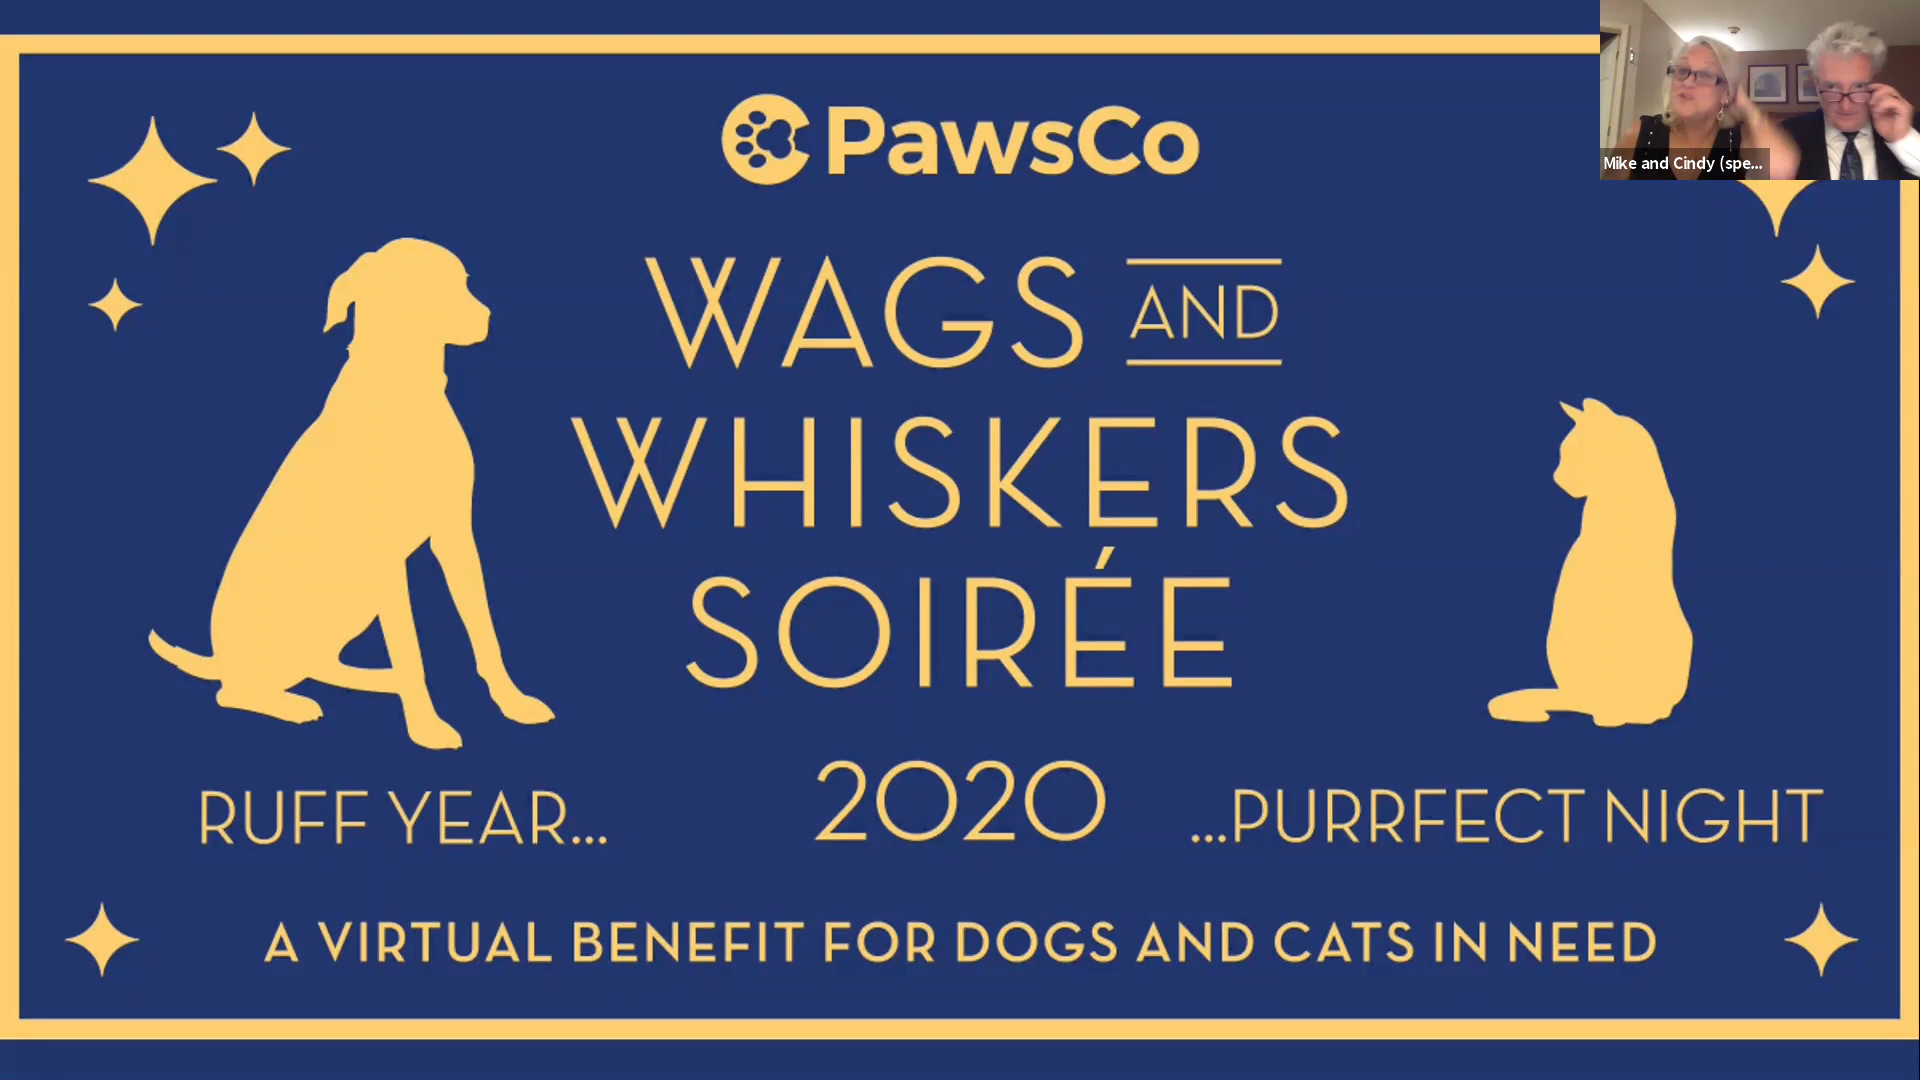 PawsCo
Mike and Cindy (spe...
WAGS AND
WHISKERS
SOIRÉE
2020
RUFF YEAR...
...PURRFECT NIGHT
A VIRTUAL BENEFIT FOR DOGS AND CATS IN NEED